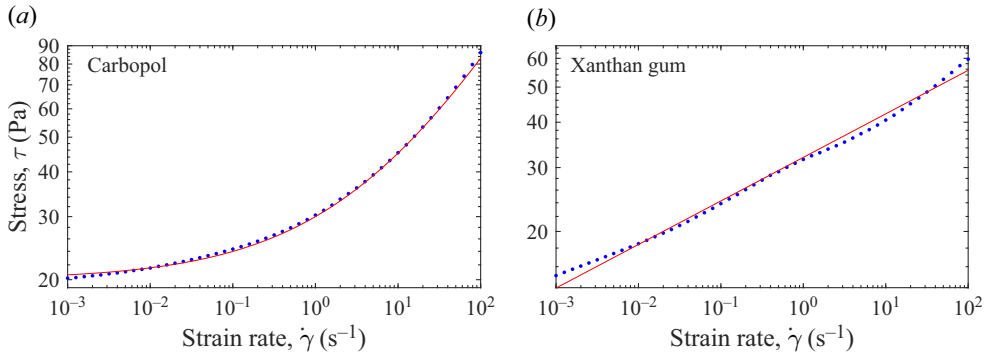 (a)
Carbopol
Stress, τ (Pa)
90
80
70
60
50
40
30
20
10⁻³ 10⁻² 10⁻¹ 10⁰ 10¹ 10²
Strain rate, γ̇ (s⁻¹)
(b)
Xanthan gum
60
50
40
30
20
10⁻³ 10⁻² 10⁻¹ 10⁰ 10¹ 10²
Strain rate, γ̇ (s⁻¹)